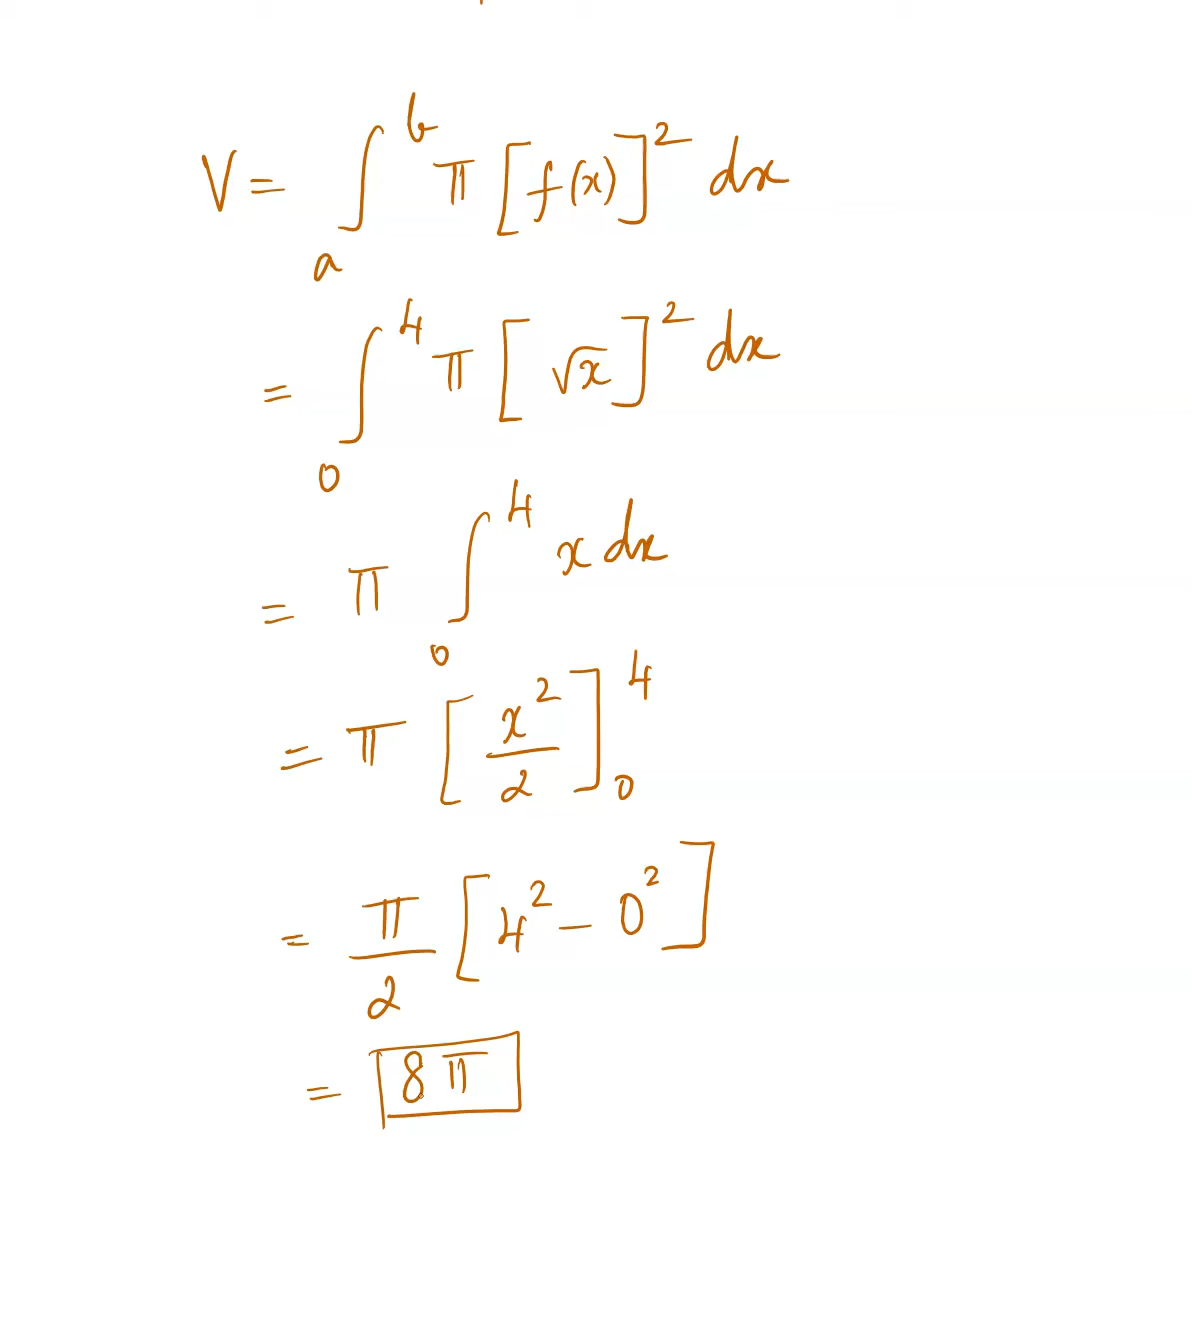 V = ∫_a^b π [f(x)]² dx
= ∫_0^4 π [√x]² dx
= π ∫_0^4 x dx
= π [x²/2]_0^4
= π/2 [4² − 0²]
= 8π